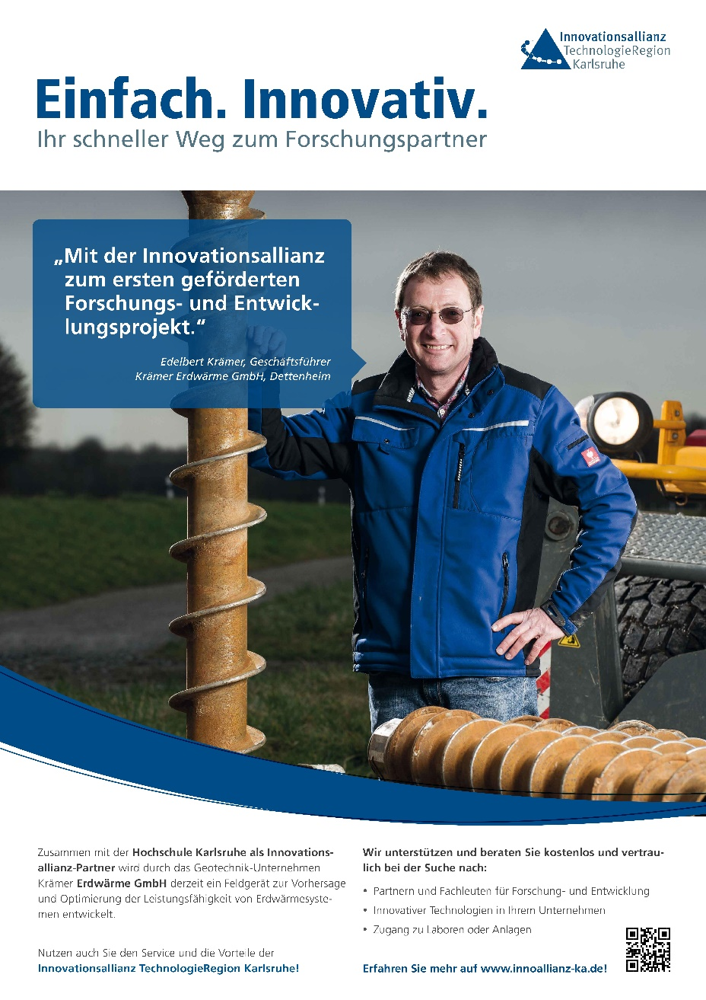 Innovationsallianz
TechnologieRegion
Karlsruhe
Einfach. Innovativ.
Ihr schneller Weg zum Forschungspartner
„Mit der Innovationsallianz
zum ersten geförderten
Forschungs- und Entwick-
lungsprojekt.“
Edelbert Krämer, Geschäftsführer
Krämer Erdwärme GmbH, Dettenheim
Zusammen mit der Hochschule Karlsruhe als Innovations-
allianz-Partner wird durch das Geotechnik-Unternehmen
Krämer Erdwärme GmbH derzeit ein Feldgerät zur Vorhersage
und Optimierung der Leistungsfähigkeit von Erdwärmesyste-
men entwickelt.
Nutzen auch Sie den Service und die Vorteile der
Innovationsallianz TechnologieRegion Karlsruhe!
Wir unterstützen und beraten Sie kostenlos und vertrau-
lich bei der Suche nach:
• Partnern und Fachleuten für Forschung- und Entwicklung
• Innovativer Technologien in Ihrem Unternehmen
• Zugang zu Laboren oder Anlagen
Erfahren Sie mehr auf www.innoallianz-ka.de!